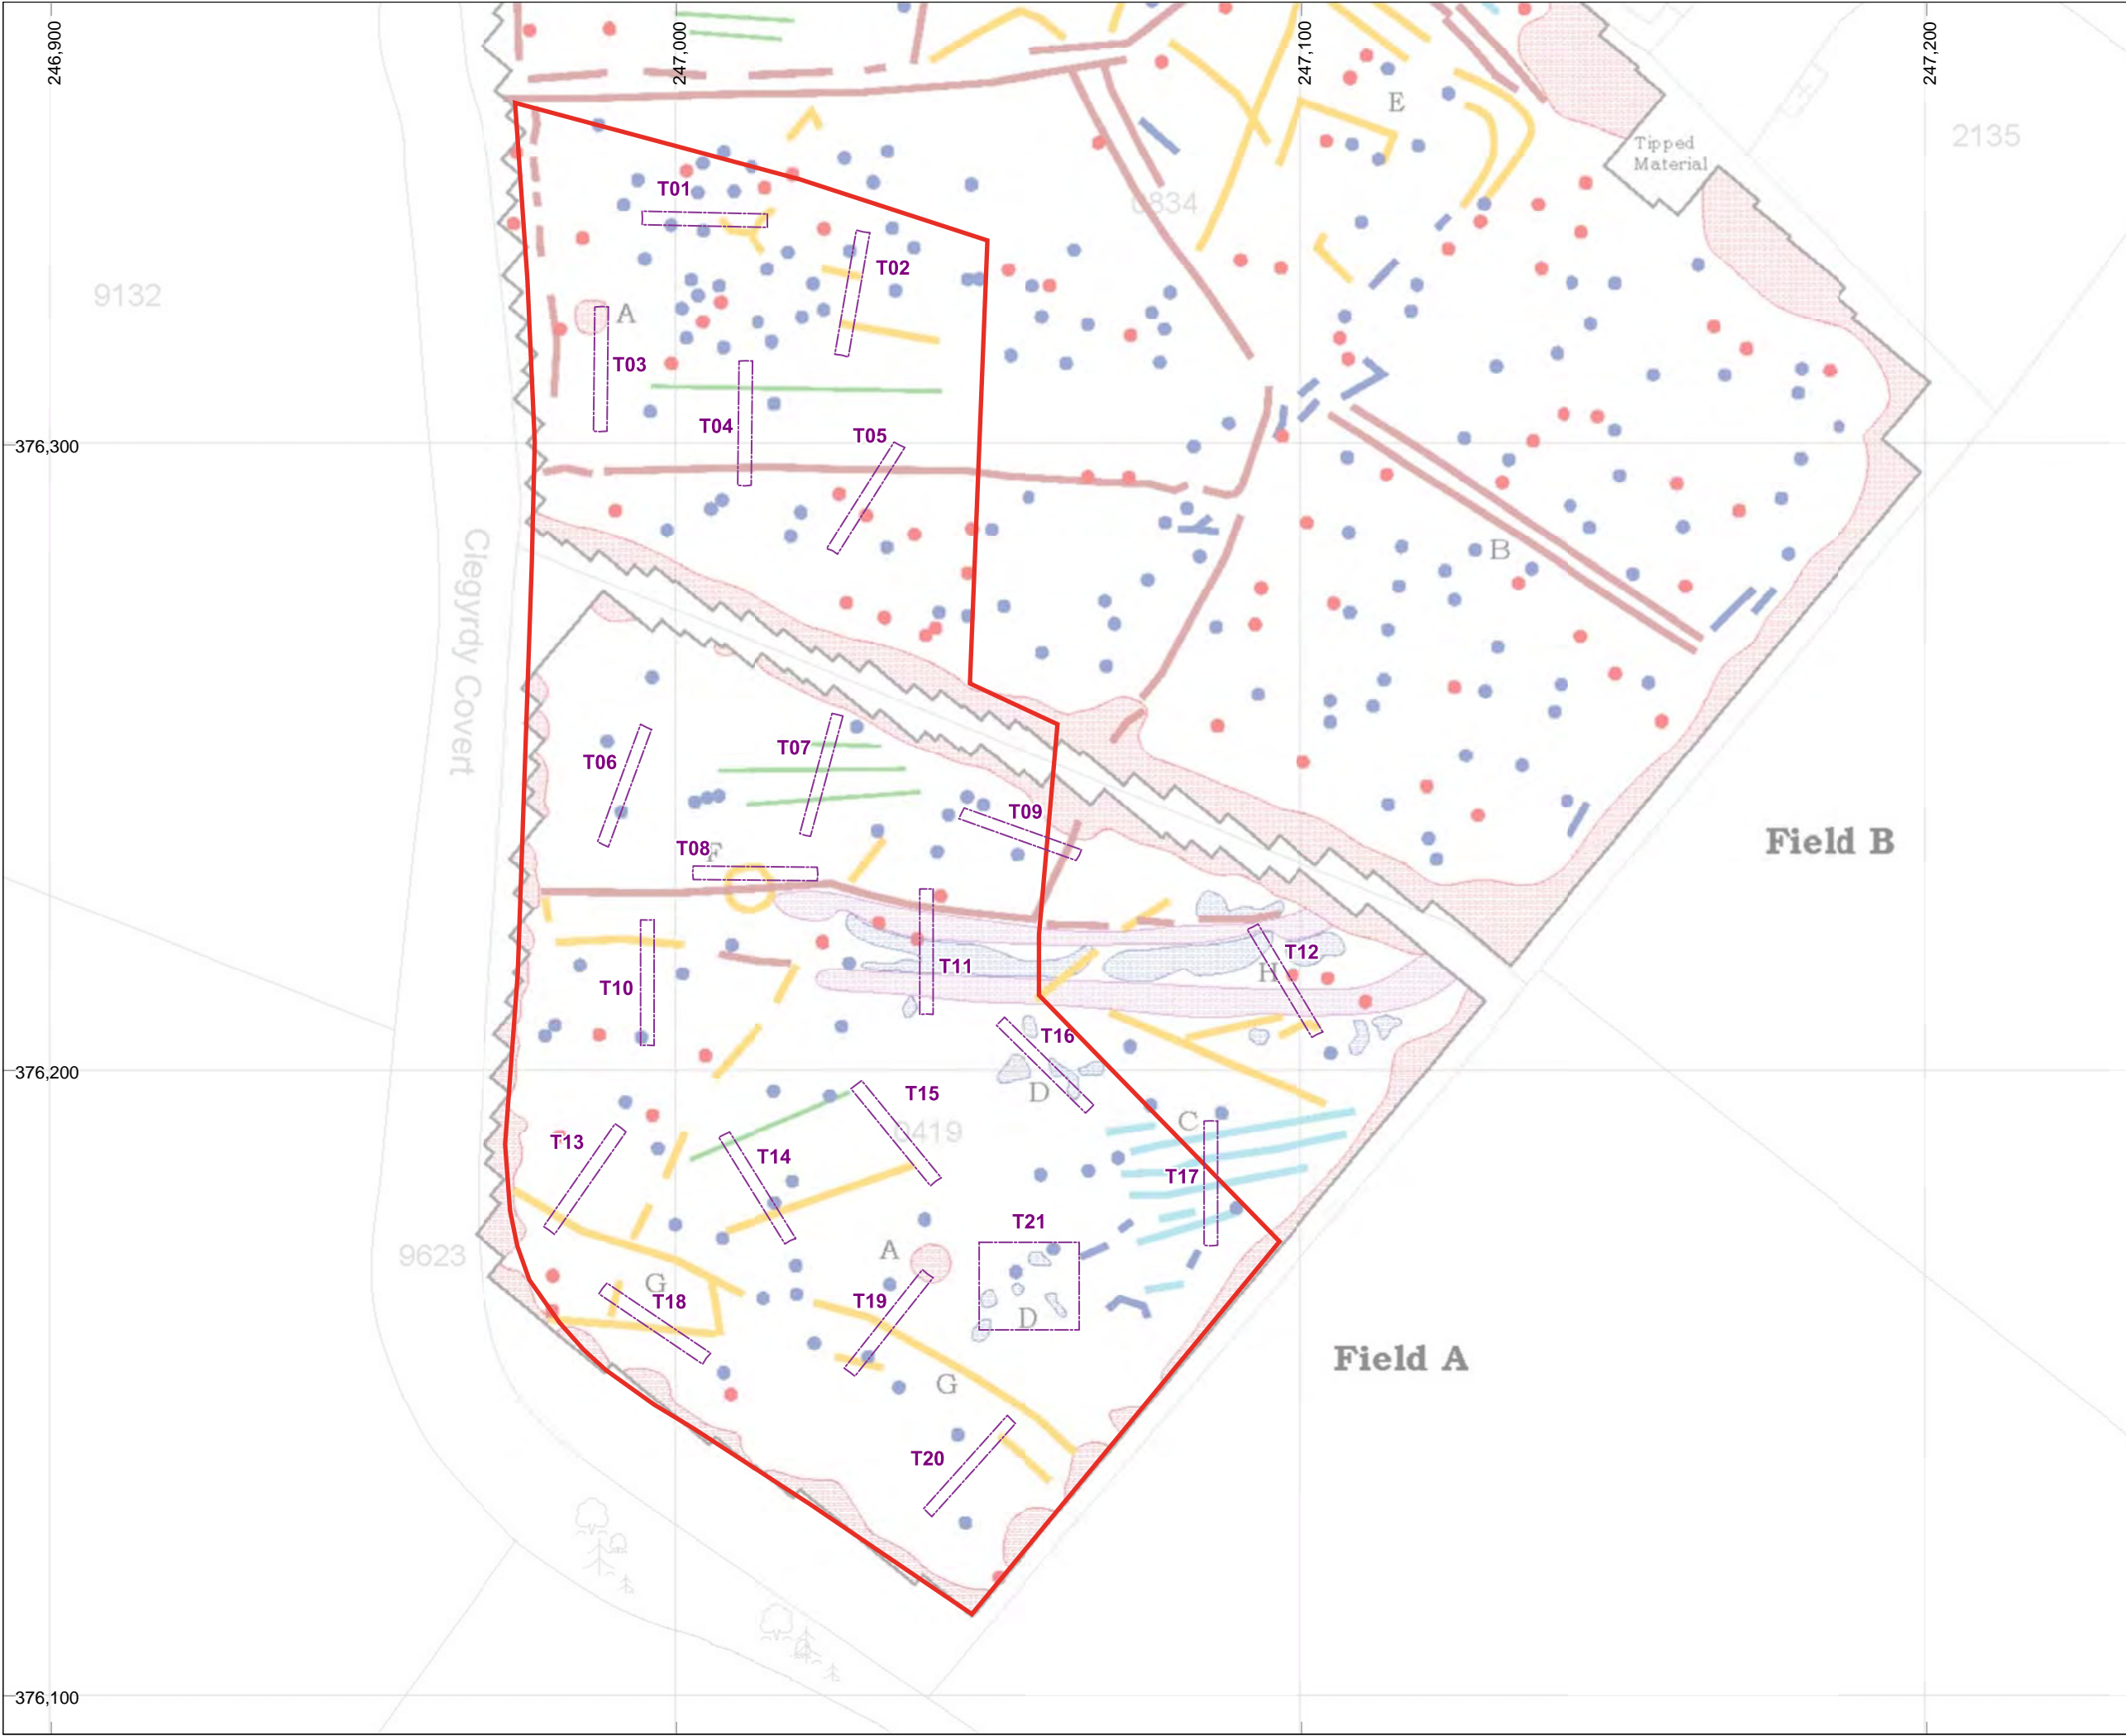 246,900
247,000
247,100
247,200
E
Tipped
Material
2135
T01
0834
T02
9132
A
T03
T04
T05
376,300
B
Clegyrdy Covert
T06
T07
T09
Field B
T08
F
T11
T12
H
T10
T16
376,200
D
T15
C
0419
T13
T14
T17
T21
A
9623
G
T18
T19
D
Field A
G
T20
376,100